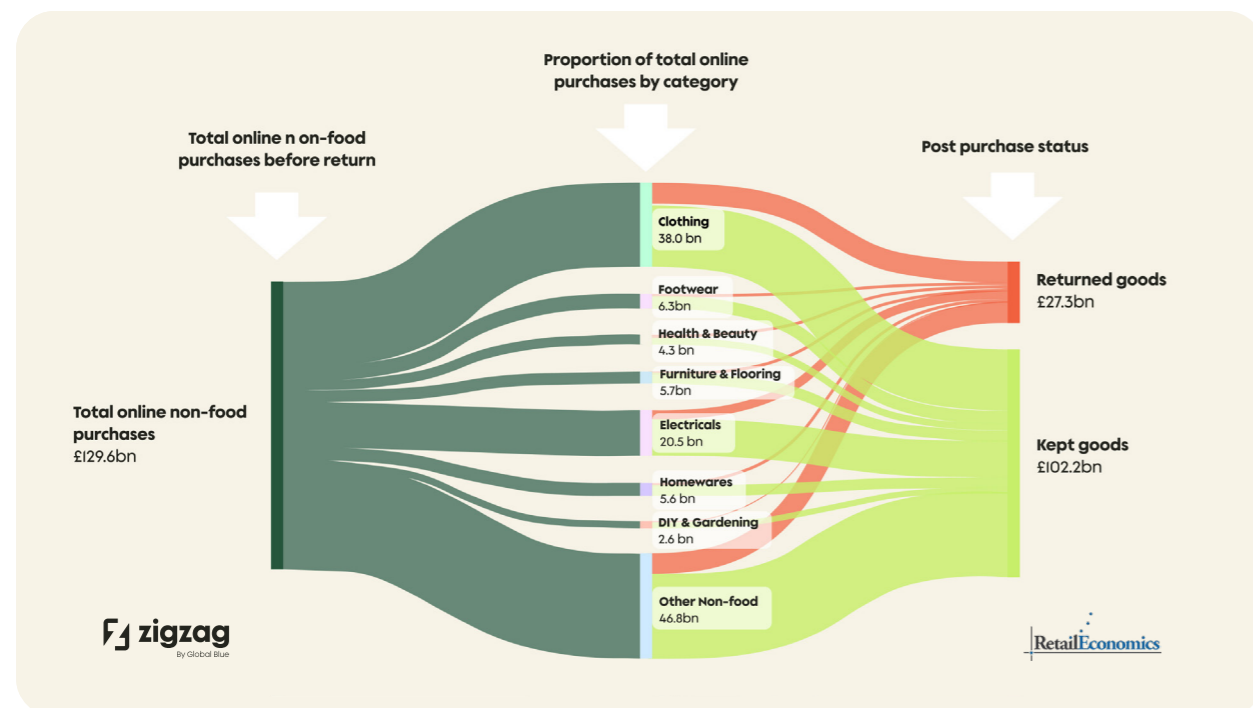 Proportion of total online
purchases by category
Total online n on-food
purchases before return
Post purchase status
Clothing
38.0 bn
Footwear
6.3bn
Health & Beauty
4.3 bn
Furniture & Flooring
5.7bn
Electricals
20.5 bn
Homewares
5.6 bn
DIY & Gardening
2.6 bn
Other Non-food
46.8bn
Total online non-food
purchases
£129.6bn
Returned goods
£27.3bn
Kept goods
£102.2bn
zigzag
By Global Blue
RetailEconomics